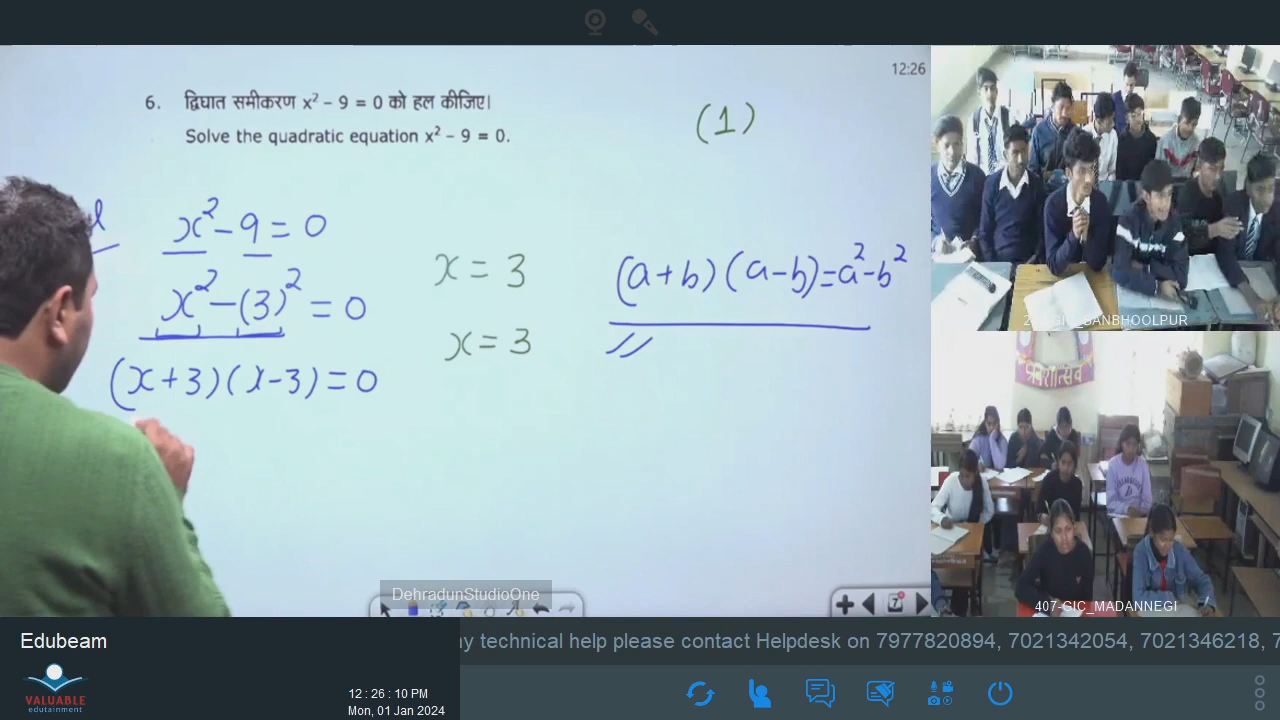 12:26
6. द्विघात समीकरण x² – 9 = 0 को हल कीजिए।
Solve the quadratic equation x² – 9 = 0.
(1)
x² - 9 = 0
x² - (3)² = 0
(x+3)(x-3) = 0
x = 3
x = 3
(a+b)(a-b) = a² - b²
GIC_BANBHOOLPUR
407-GIC_MADANNEGI
DehradunStudioOne
7
Edubeam
y technical help please contact Helpdesk on 7977820894, 7021342054, 7021346218, 7
VALUABLE
edutainment
12 : 26 : 10 PM
Mon, 01 Jan 2024